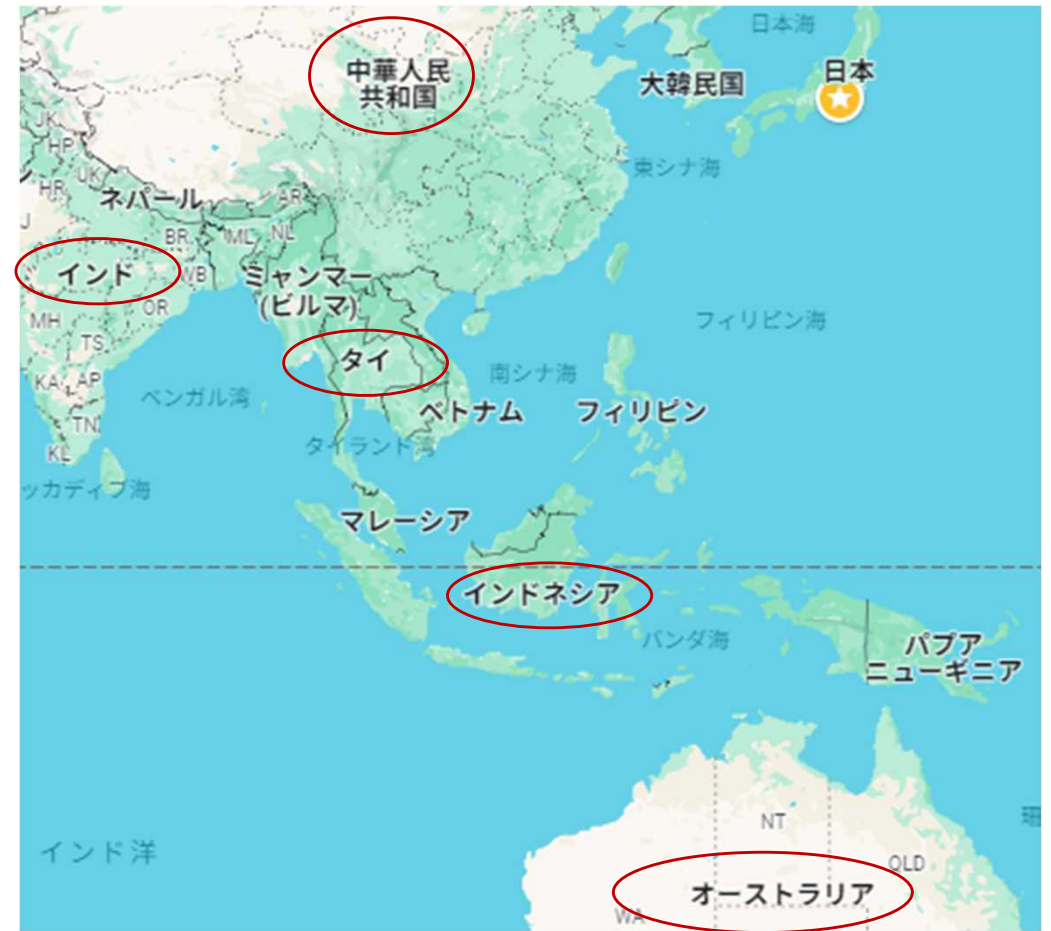 日本海
中華人民
共和国
大韓民国
日本
JK
HP
UK
東シナ海
HR
ネパール
AR
BR
ML
NL
インド
WB
ミャンマー
(ビルマ)
OR
MH
フィリピン海
TS
タイ
南シナ海
KA
AP
ベンガル湾
ベトナム
フィリピン
TN
タイランド湾
KL
ッカディブ海
マレーシア
インドネシア
バンダ海
パプア
ニューギニア
NT
珊
インド洋
QLD
オーストラリア
WA